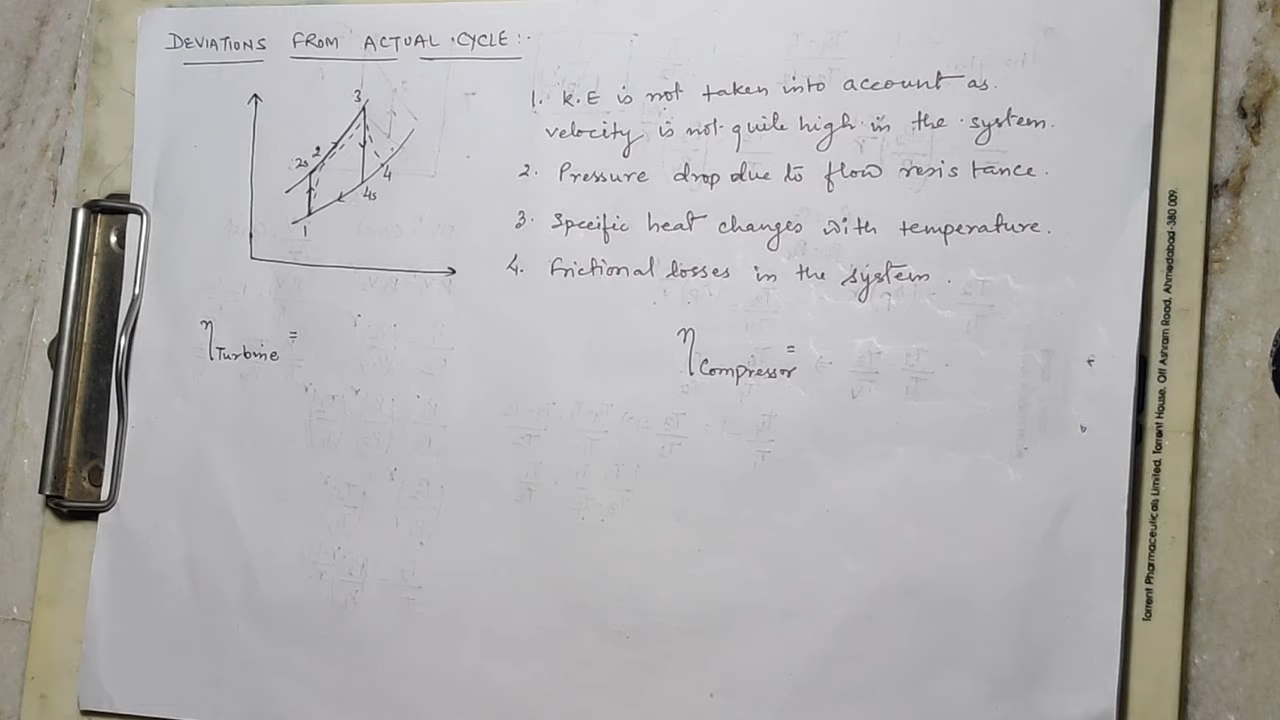 DEVIATIONS FROM ACTUAL CYCLE:-
3
2s 2
4
4s
1
1. K.E is not taken into account as.
velocity is not quite high in the system.
2. Pressure drop due to flow resistance.
3. Specific heat changes with temperature.
4. Frictional losses in the system.
η Turbine =
η Compressor =
Torrent Pharmaceuticals Limited, Torrent House, Off Ashram Road, Ahmedabad-380 009.